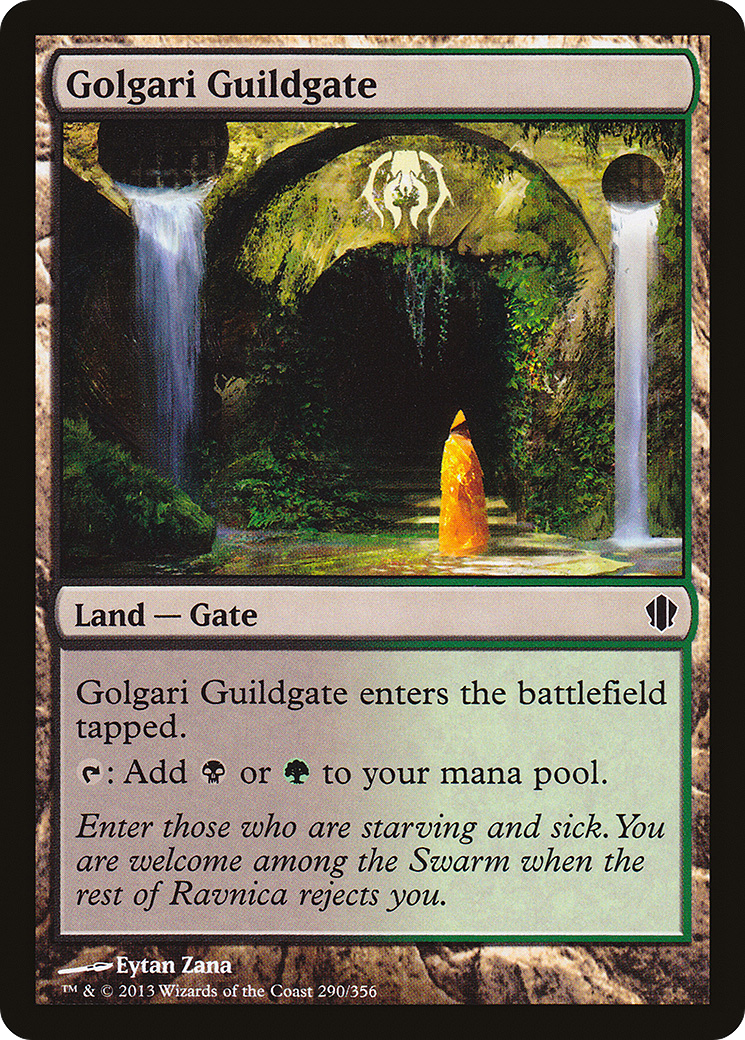 Golgari Guildgate
Land — Gate
Golgari Guildgate enters the battlefield
tapped.
: Add or to your mana pool.
Enter those who are starving and sick. You
are welcome among the Swarm when the
rest of Ravnica rejects you.
Eytan Zana
™ & © 2013 Wizards of the Coast 290/356